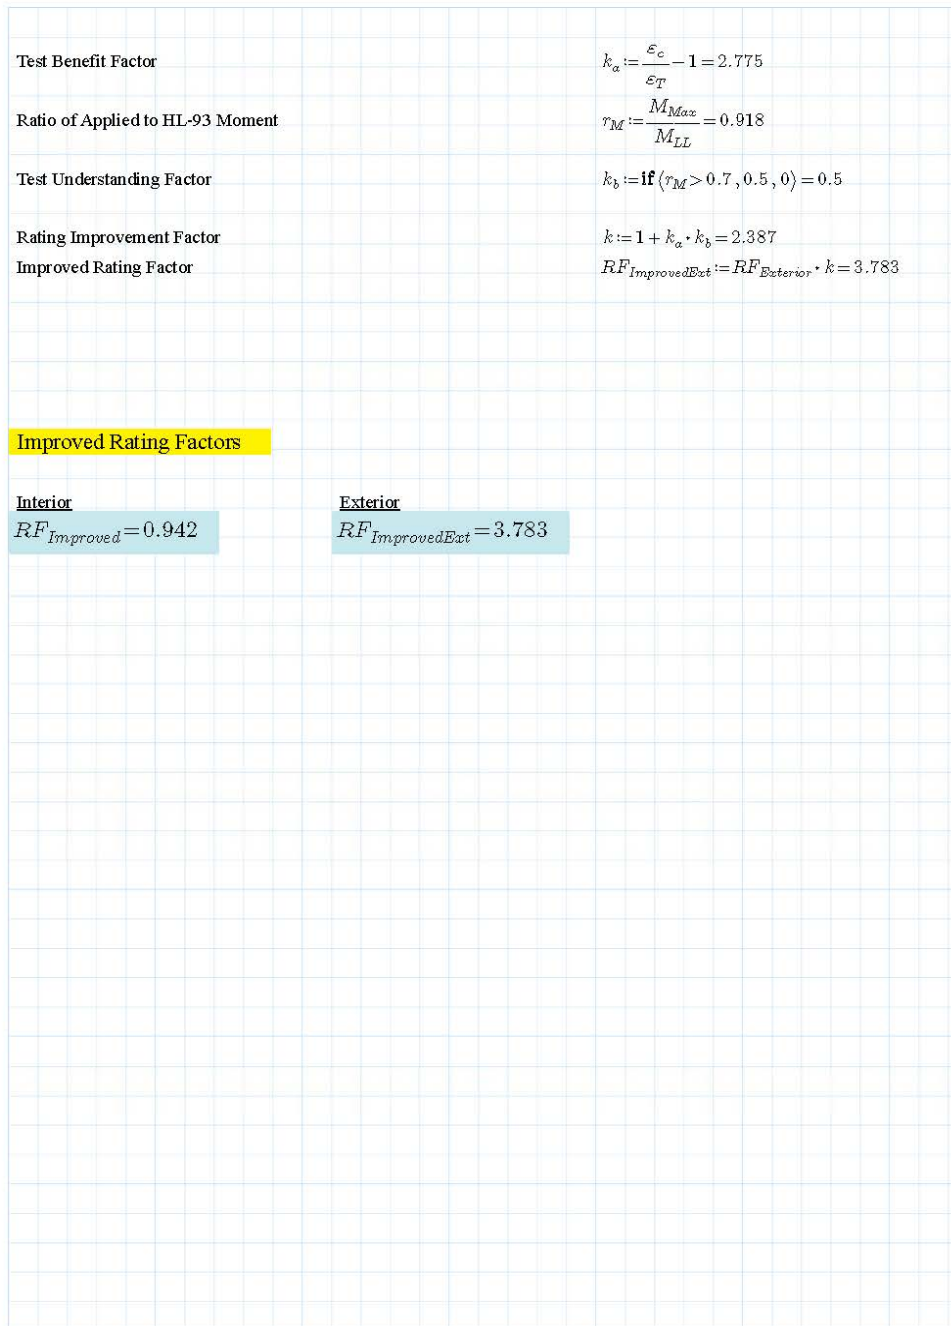 Test Benefit Factor k_a := ε_c / ε_T − 1 = 2.775
Ratio of Applied to HL-93 Moment r_M := M_Max / M_LL = 0.918
Test Understanding Factor k_b := if (r_M > 0.7 , 0.5 , 0) = 0.5
Rating Improvement Factor k := 1 + k_a · k_b = 2.387
Improved Rating Factor RF_ImprovedExt := RF_Exterior · k = 3.783
Improved Rating Factors
Interior Exterior
RF_Improved = 0.942 RF_ImprovedExt = 3.783